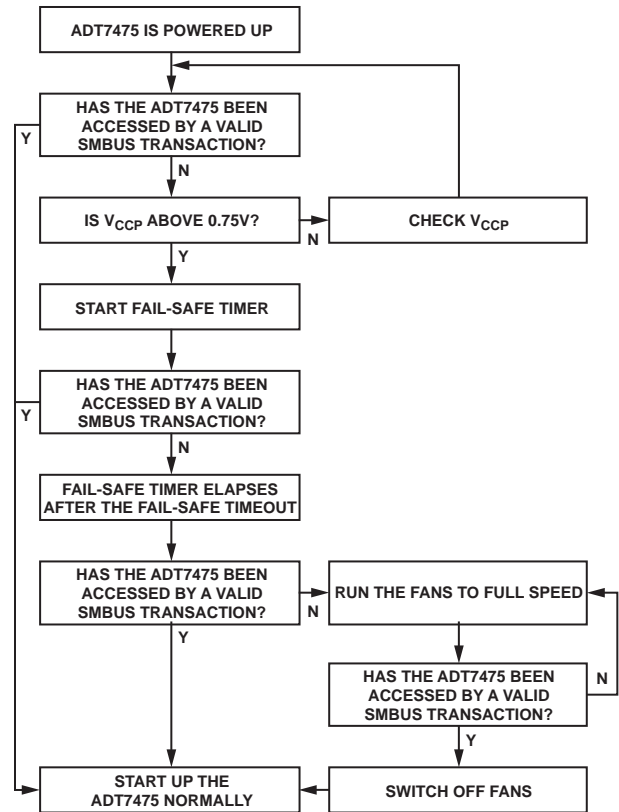 ADT7475 IS POWERED UP
HAS THE ADT7475 BEEN
ACCESSED BY A VALID
SMBUS TRANSACTION?
Y
N
IS VCCP ABOVE 0.75V?
N
CHECK VCCP
Y
START FAIL-SAFE TIMER
HAS THE ADT7475 BEEN
ACCESSED BY A VALID
SMBUS TRANSACTION?
Y
N
FAIL-SAFE TIMER ELAPSES
AFTER THE FAIL-SAFE TIMEOUT
HAS THE ADT7475 BEEN
ACCESSED BY A VALID
SMBUS TRANSACTION?
N
Y
RUN THE FANS TO FULL SPEED
HAS THE ADT7475 BEEN
ACCESSED BY A VALID
SMBUS TRANSACTION?
N
Y
START UP THE
ADT7475 NORMALLY
SWITCH OFF FANS